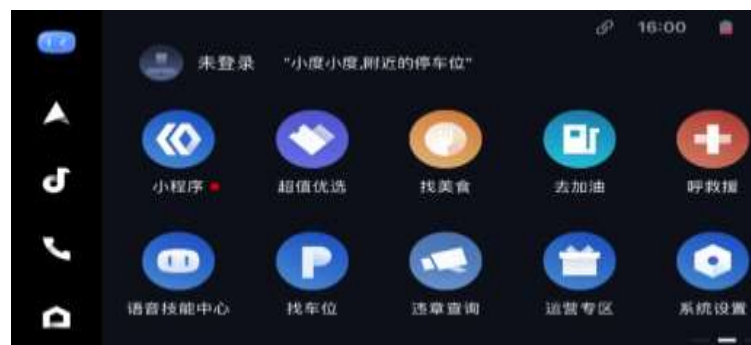 16:00
未登录 "小度小度,附近的停车位"
小程序 超值优选 找美食 去加油 呼救援
语音技能中心 找车位 违章查询 运营专区 系统设置